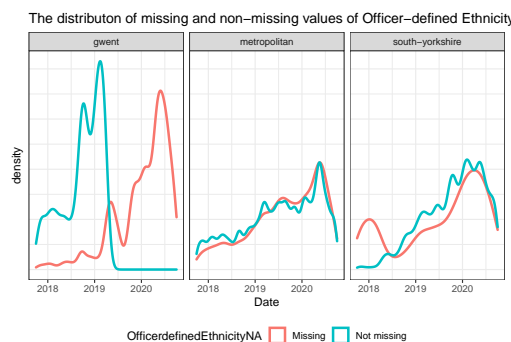 The distributon of missing and non−missing values of Officer−defined Ethnicity
gwent metropolitan south−yorkshire
density
2018 2019 2020 2018 2019 2020 2018 2019 2020
Date
OfficerdefinedEthnicityNA Missing Not missing